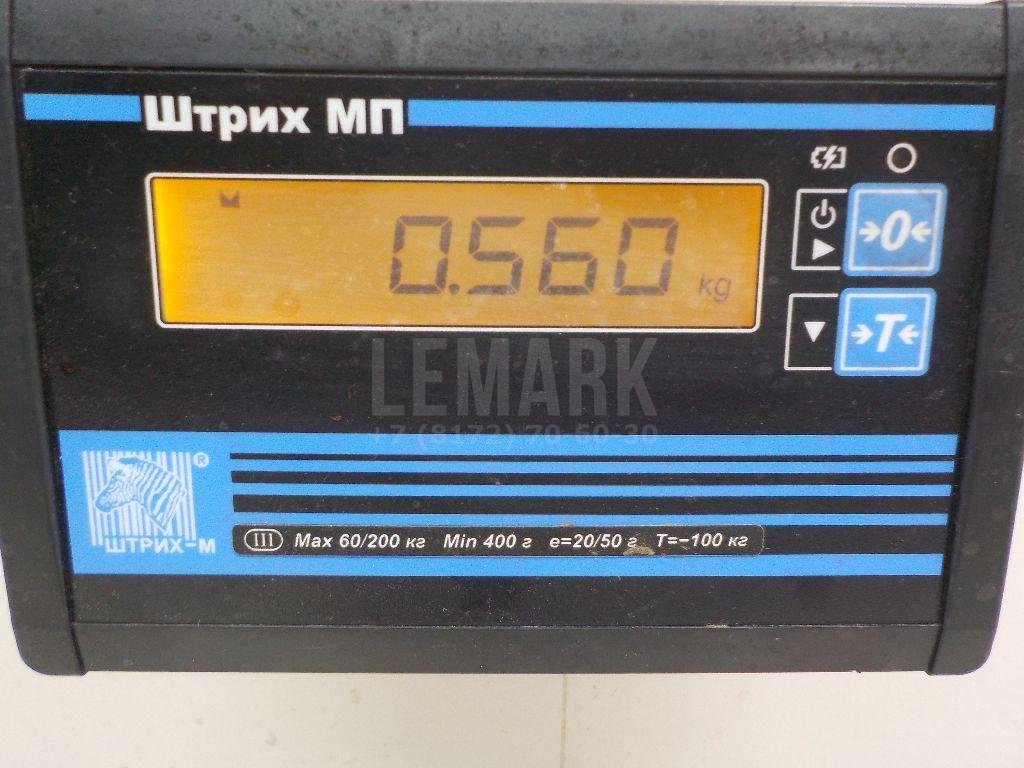 Штрих МП
0.560 kg
→0←
→T←
LEMARK
+7 (8172) 70-60-30
®
ШТРИХ-М
III Max 60/200 кг Min 400 г e=20/50 г T=−100 кг